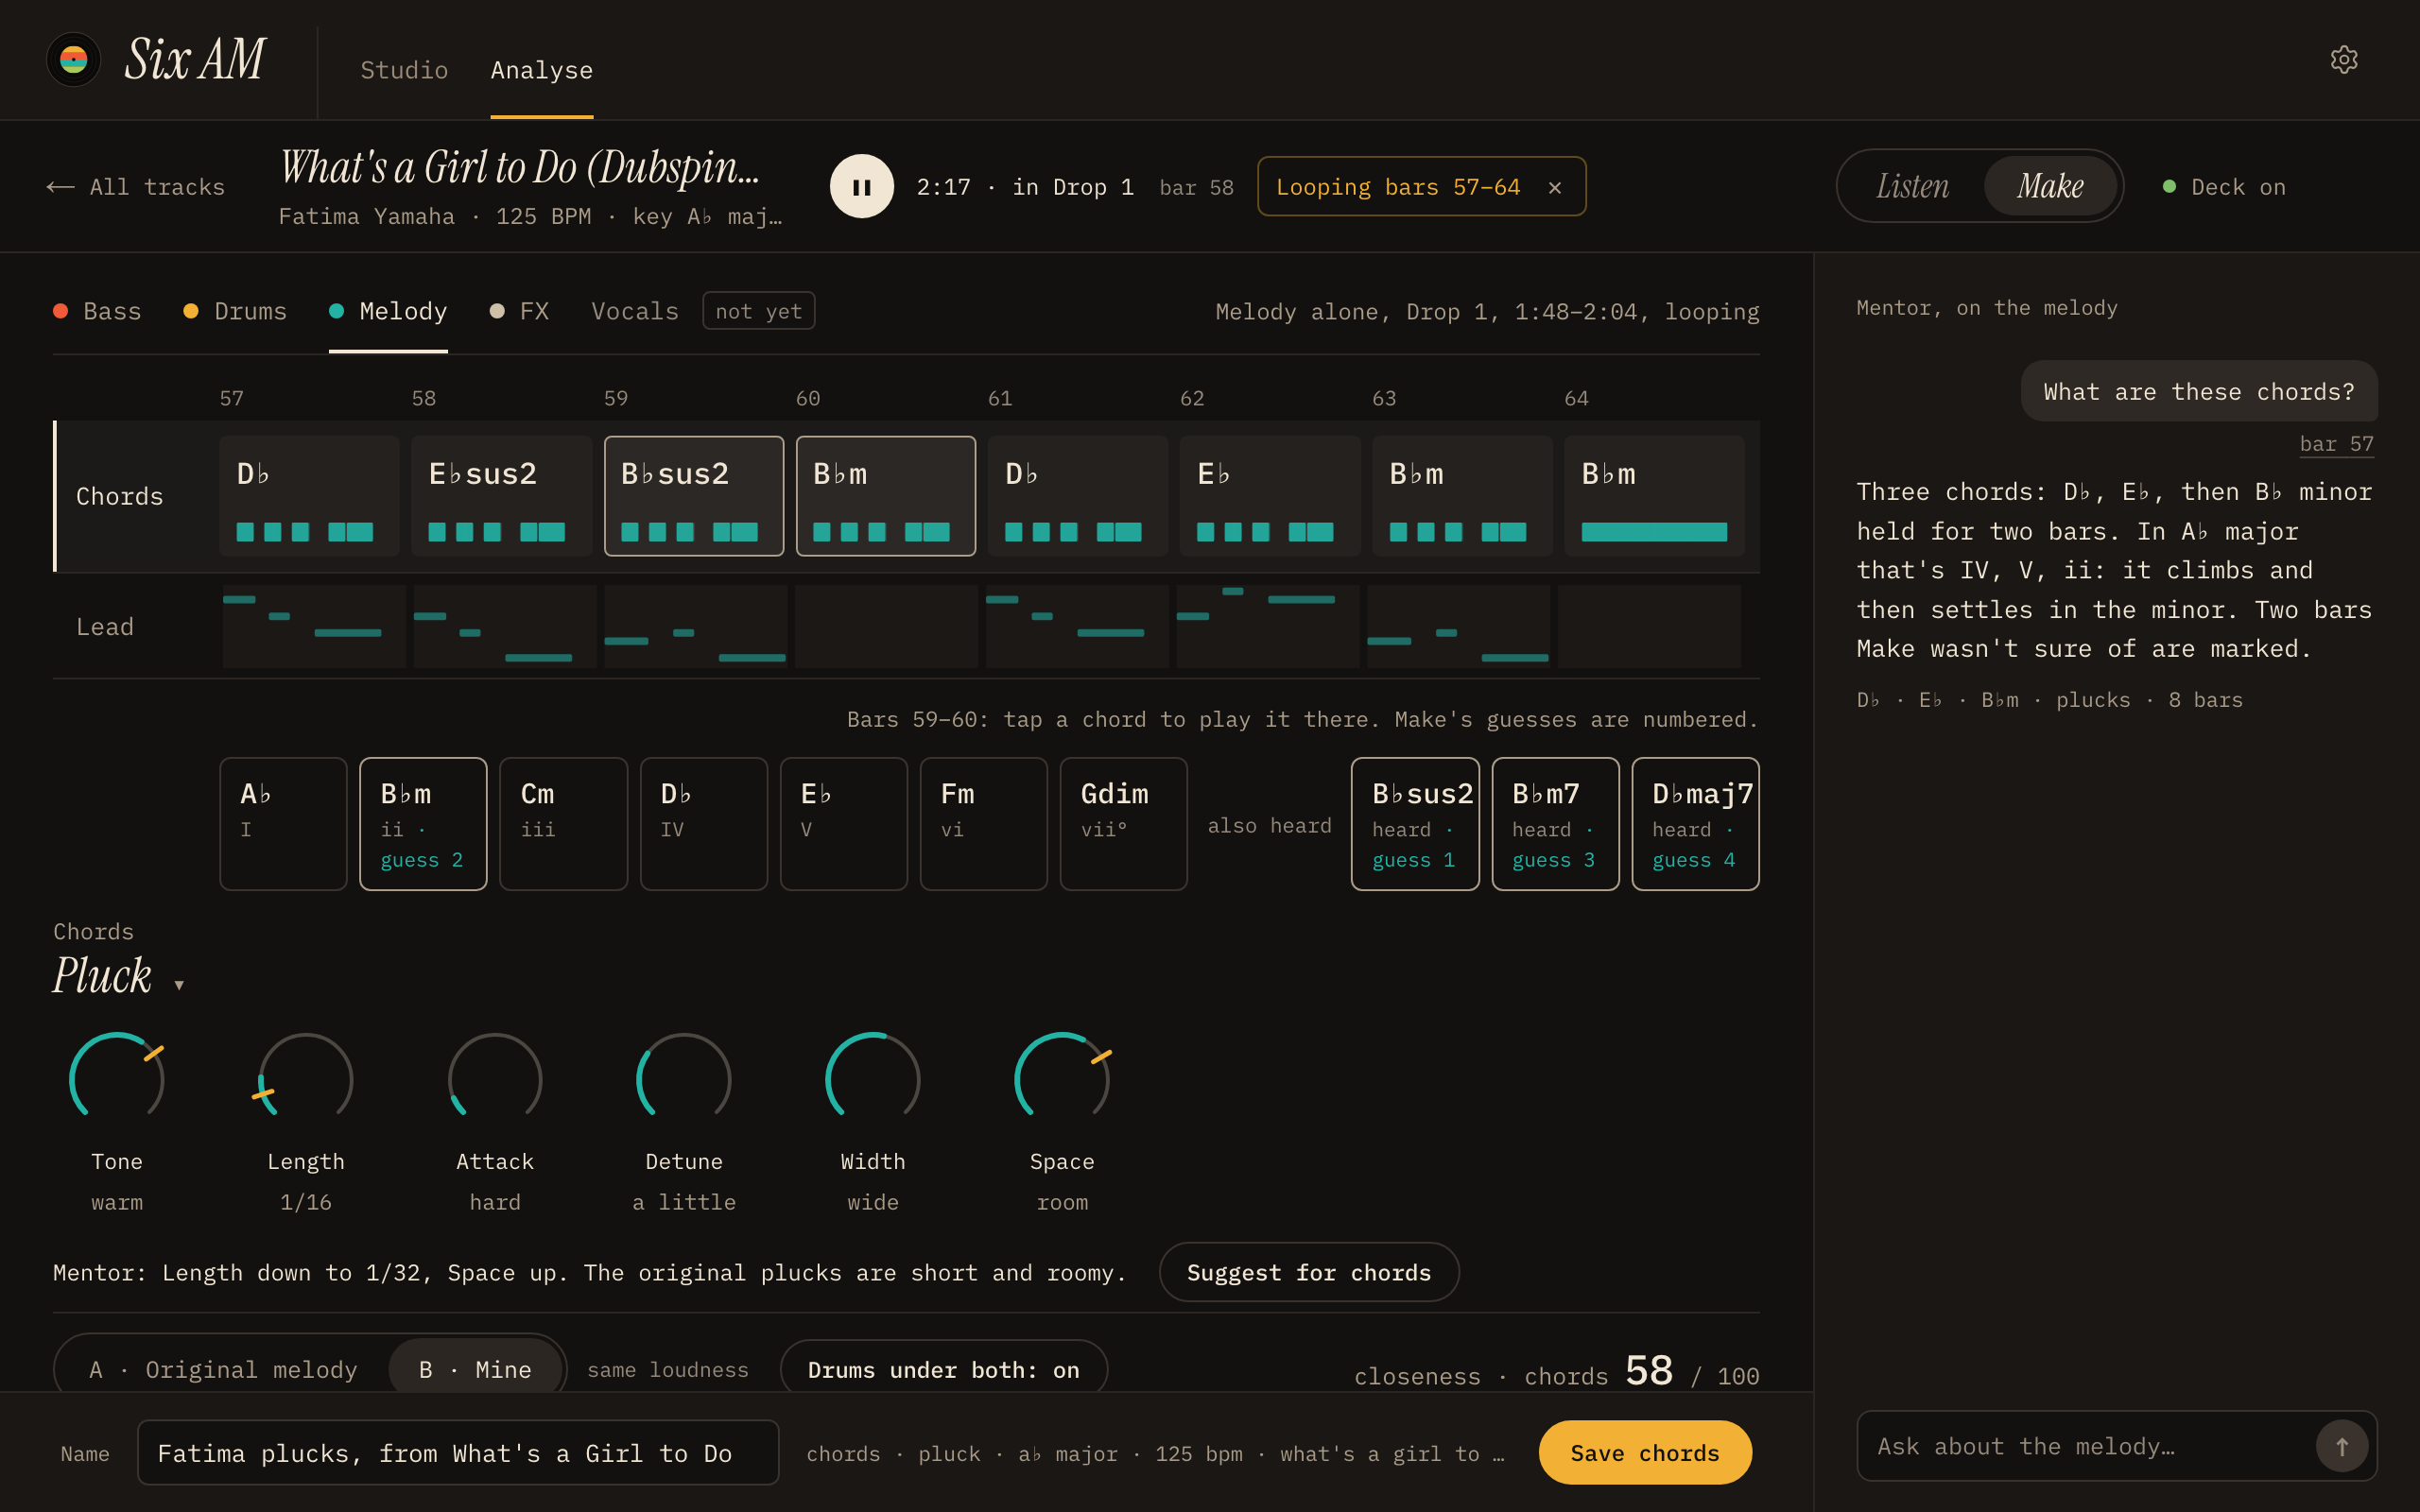 Six AM
Studio
Analyse
← All tracks
What's a Girl to Do (Dubspin…
Fatima Yamaha · 125 BPM · key A♭ maj…
2:17 · in Drop 1
bar 58
Looping bars 57–64 ×
Listen
Make
Deck on
Bass
Drums
Melody
FX
Vocals
not yet
Melody alone, Drop 1, 1:48–2:04, looping
57 58 59 60 61 62 63 64
Chords
D♭ E♭sus2 B♭sus2 B♭m D♭ E♭ B♭m B♭m
Lead
Bars 59–60: tap a chord to play it there. Make's guesses are numbered.
A♭
I
B♭m
ii ·
guess 2
Cm
iii
D♭
IV
E♭
V
Fm
vi
Gdim
vii°
also heard
B♭sus2
heard ·
guess 1
B♭m7
heard ·
guess 3
D♭maj7
heard ·
guess 4
Chords
Pluck ▾
Tone
warm
Length
1/16
Attack
hard
Detune
a little
Width
wide
Space
room
Mentor: Length down to 1/32, Space up. The original plucks are short and roomy.
Suggest for chords
A · Original melody
B · Mine
same loudness
Drums under both: on
closeness · chords 58 / 100
Name
Fatima plucks, from What's a Girl to Do
chords · pluck · a♭ major · 125 bpm · what's a girl to …
Save chords
Mentor, on the melody
What are these chords?
bar 57
Three chords: D♭, E♭, then B♭ minor
held for two bars. In A♭ major
that's IV, V, ii: it climbs and
then settles in the minor. Two bars
Make wasn't sure of are marked.
D♭ · E♭ · B♭m · plucks · 8 bars
Ask about the melody…
↑